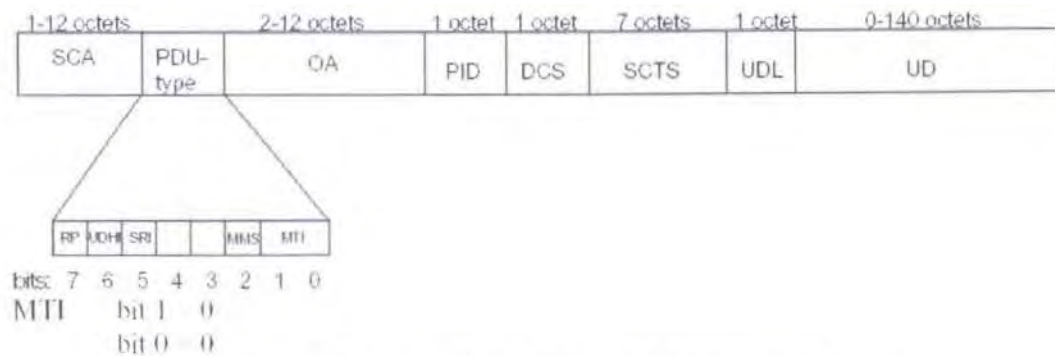 1-12 octets 2-12 octets 1 octet 1 octet 7 octets 1 octet 0-140 octets
SCA PDU-type OA PID DCS SCTS UDL UD
RP UDHI SRI MMS MTI
bits: 7 6 5 4 3 2 1 0
MTI bit 1 0
bit 0 0